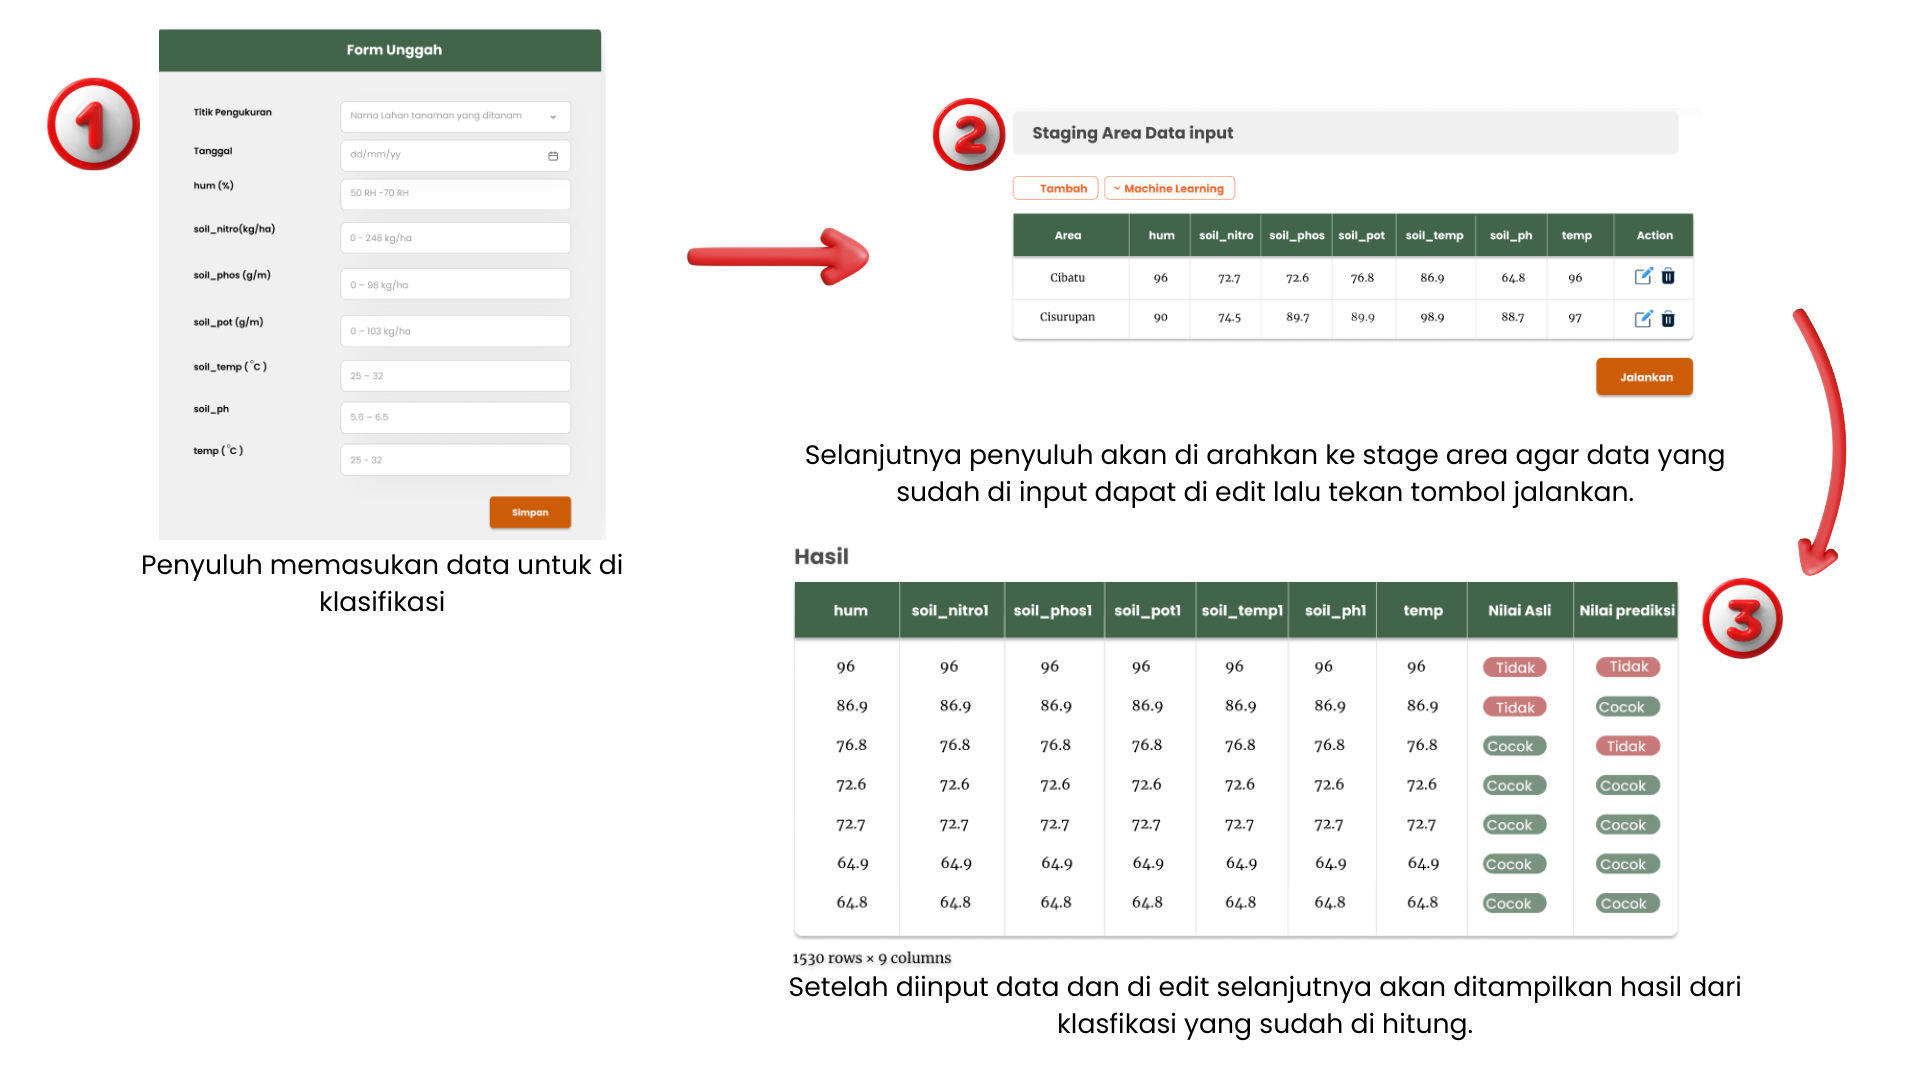 1
Form Unggah
Titik Pengukuran
Nama Lahan tanaman yang ditanam
Tanggal
dd/mm/yy
hum (%)
50 RH -70 RH
soil_nitro(kg/ha)
0 - 248 kg/ha
soil_phos (g/m)
0 – 98 kg/ha
soil_pot (g/m)
0 – 103 kg/ha
soil_temp (°C)
25 – 32
soil_ph
5.6 – 6.5
temp (°C)
25 - 32
Simpan
Penyuluh memasukan data untuk di
klasifikasi
2
Staging Area Data input
Tambah Machine Learning
Area hum soil_nitro soil_phos soil_pot soil_temp soil_ph temp Action
Cibatu 96 72.7 72.6 76.8 86.9 64.8 96
Cisurupan 90 74.5 89.7 89.9 98.9 88.7 97
Jalankan
Selanjutnya penyuluh akan di arahkan ke stage area agar data yang
sudah di input dapat di edit lalu tekan tombol jalankan.
3
Hasil
hum soil_nitro1 soil_phos1 soil_pot1 soil_temp1 soil_ph1 temp Nilai Asli Nilai prediksi
96 96 96 96 96 96 96 Tidak Tidak
86.9 86.9 86.9 86.9 86.9 86.9 86.9 Tidak Cocok
76.8 76.8 76.8 76.8 76.8 76.8 76.8 Cocok Tidak
72.6 72.6 72.6 72.6 72.6 72.6 72.6 Cocok Cocok
72.7 72.7 72.7 72.7 72.7 72.7 72.7 Cocok Cocok
64.9 64.9 64.9 64.9 64.9 64.9 64.9 Cocok Cocok
64.8 64.8 64.8 64.8 64.8 64.8 64.8 Cocok Cocok
1530 rows × 9 columns
Setelah diinput data dan di edit selanjutnya akan ditampilkan hasil dari
klasfikasi yang sudah di hitung.